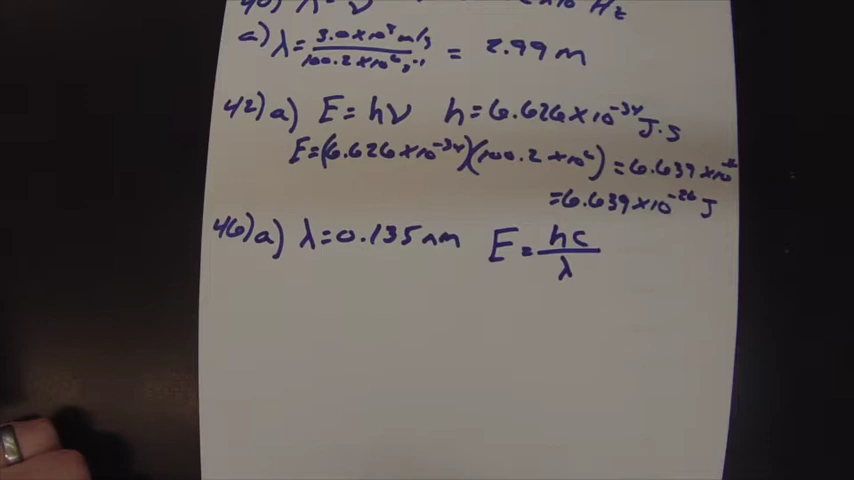 Hz
a) λ = 3.0 × 10⁸ m/s / 100.2 × 10⁶ s⁻¹ = 2.99 m
42) a) E = hν h = 6.626 × 10⁻³⁴ J·s
E = (6.626 × 10⁻³⁴)(100.2 × 10⁶) = 6.639 × 10
= 6.639 × 10⁻²⁶ J
46) a) λ = 0.135 nm E = hc / λ